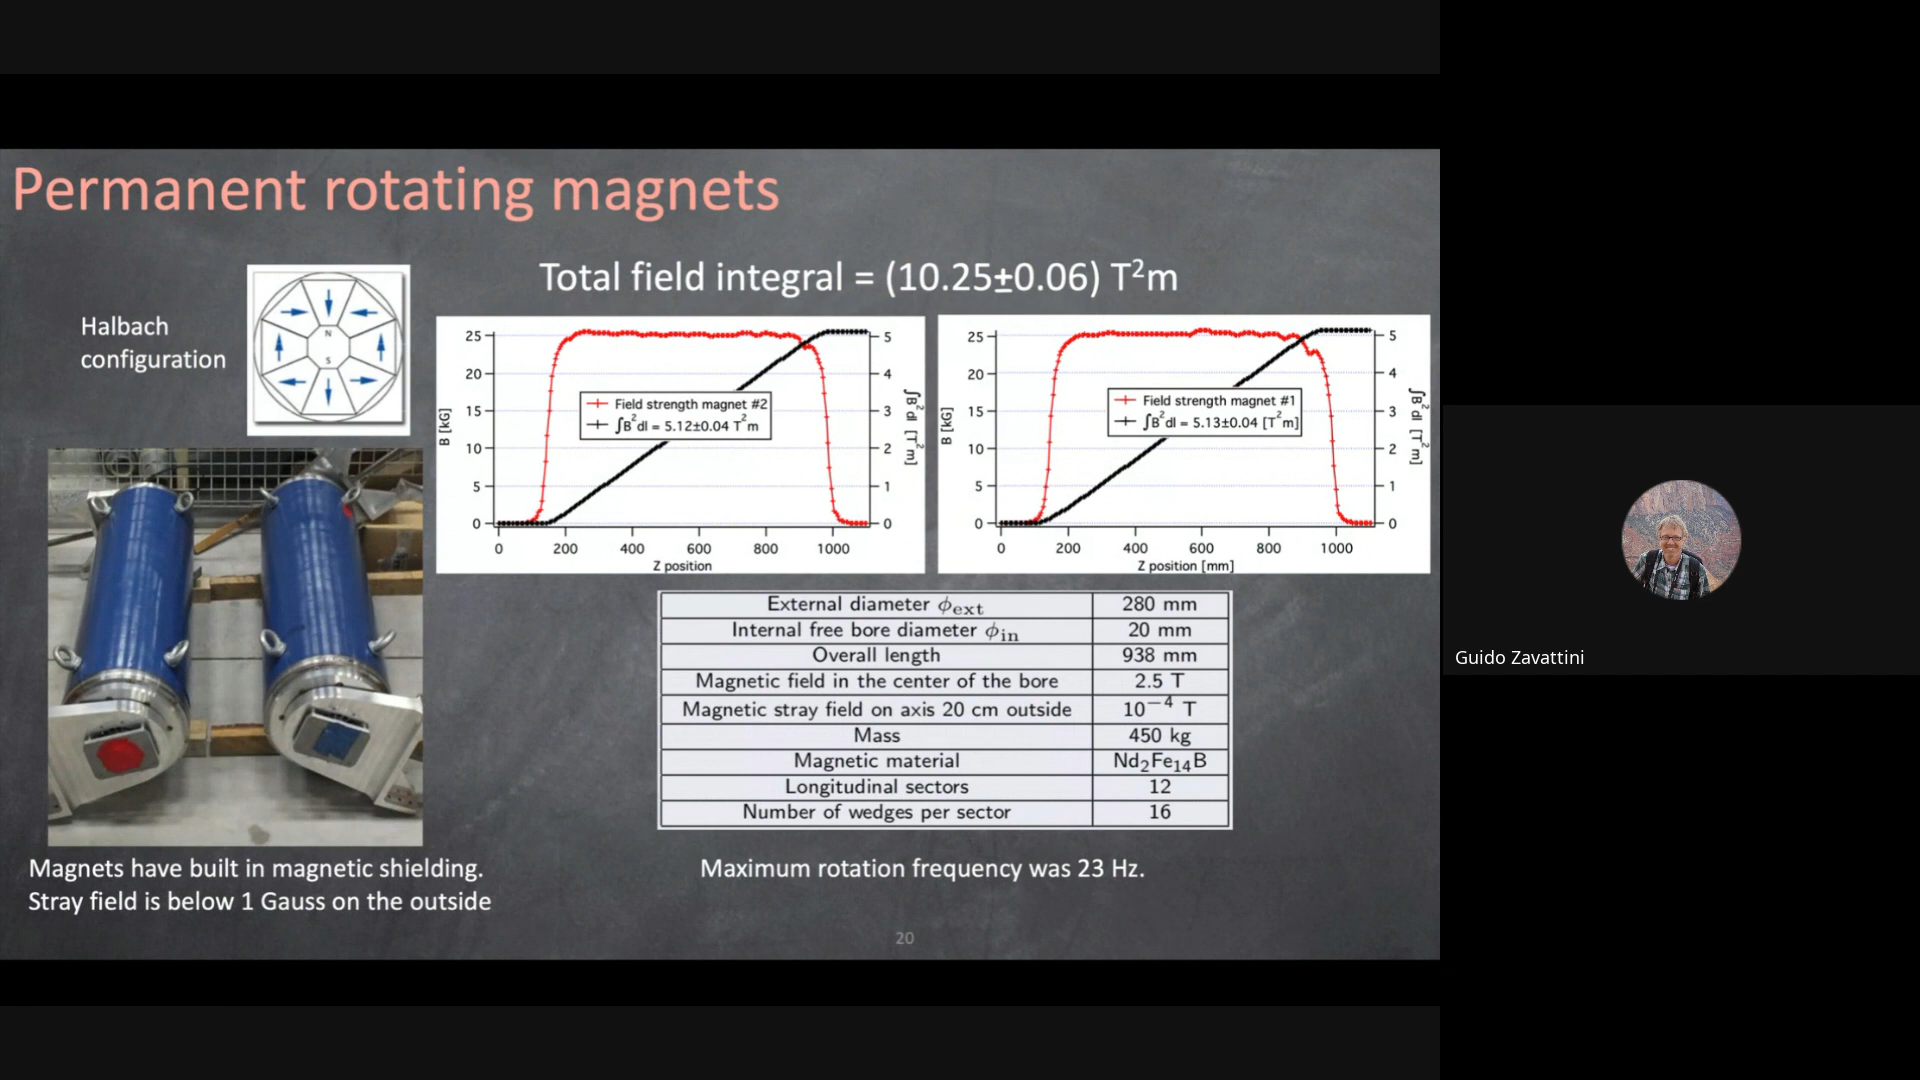 Permanent rotating magnets
Total field integral = (10.25±0.06) T²m
Halbach
configuration
N
S
25
20
15
10
5
0
B [kG]
5
4
3
2
1
0
∫B²dl [T²m]
Field strength magnet #2
∫B²dl = 5.12±0.04 T²m
0 200 400 600 800 1000
Z position
25
20
15
10
5
0
B [kG]
5
4
3
2
1
0
∫B²dl [T²m]
Field strength magnet #1
∫B²dl = 5.13±0.04 [T²m]
0 200 400 600 800 1000
Z position [mm]
External diameter ϕext 280 mm
Internal free bore diameter ϕin 20 mm
Overall length 938 mm
Magnetic field in the center of the bore 2.5 T
Magnetic stray field on axis 20 cm outside 10⁻⁴ T
Mass 450 kg
Magnetic material Nd₂Fe₁₄B
Longitudinal sectors 12
Number of wedges per sector 16
Magnets have built in magnetic shielding.
Stray field is below 1 Gauss on the outside
Maximum rotation frequency was 23 Hz.
20
Guido Zavattini